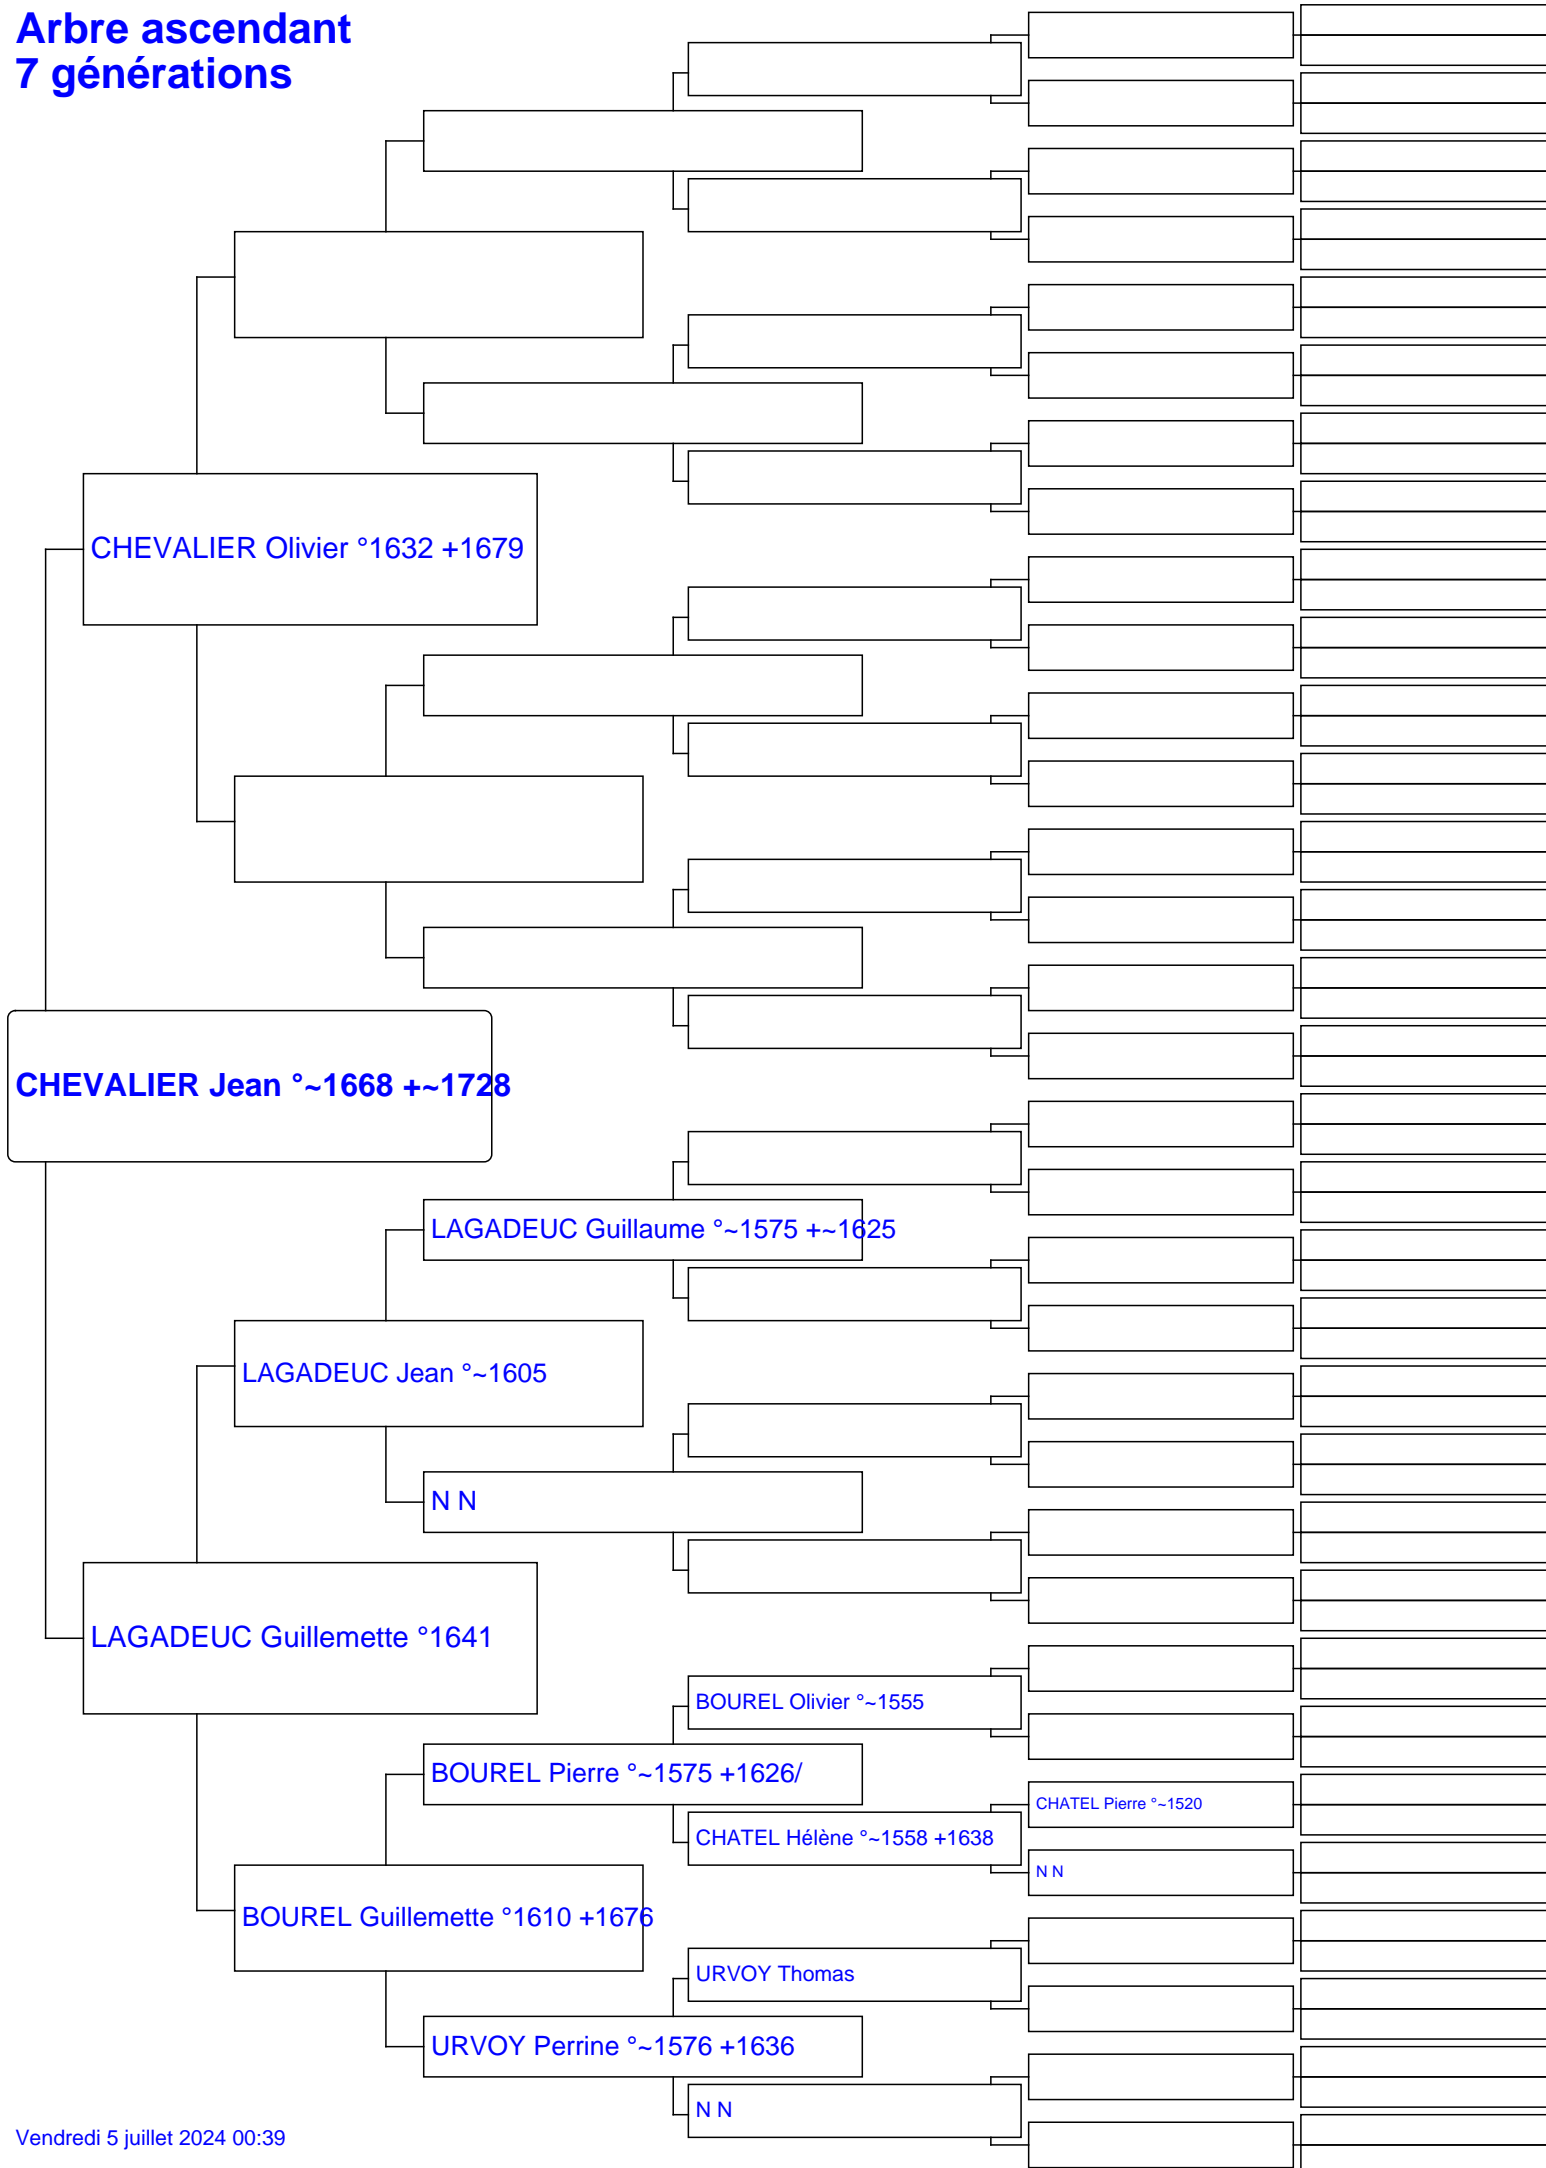 Arbre ascendant
7 générations
CHEVALIER Olivier °1632 +1679
CHEVALIER Jean °~1668 +~1728
LAGADEUC Guillaume °~1575 +~1625
LAGADEUC Jean °~1605
N N
LAGADEUC Guillemette °1641
BOUREL Olivier °~1555
BOUREL Pierre °~1575 +1626/
CHATEL Pierre °~1520
CHATEL Hélène °~1558 +1638
N N
BOUREL Guillemette °1610 +1676
URVOY Thomas
URVOY Perrine °~1576 +1636
N N
Vendredi 5 juillet 2024 00:39